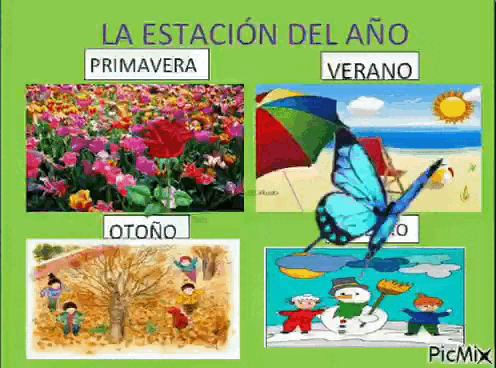 LA ESTACIÓN DEL AÑO
PRIMAVERA
VERANO
OTOÑO
PicMix